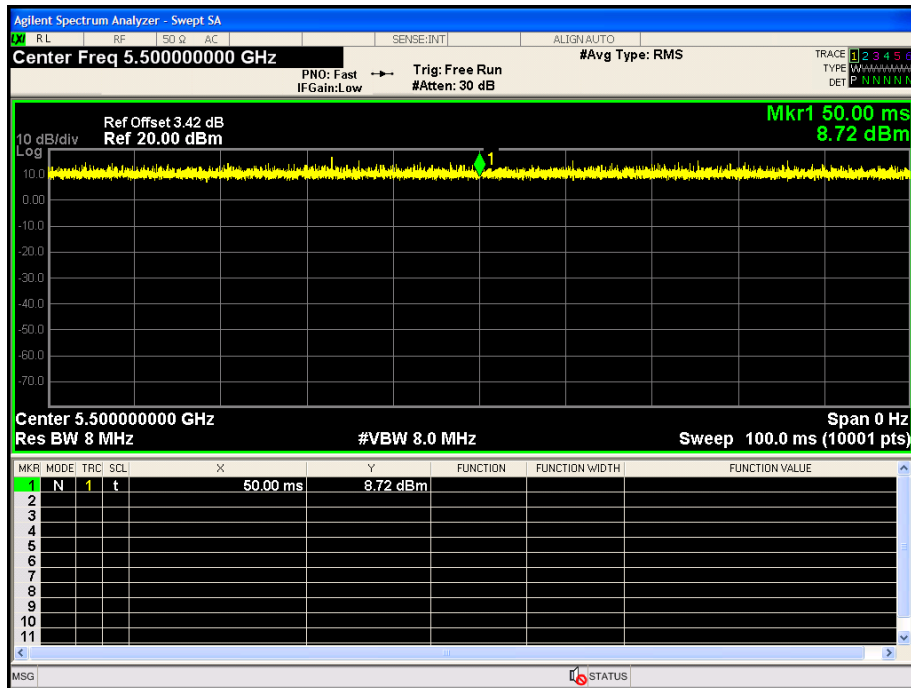 Agilent Spectrum Analyzer - Swept SA
LXI RL RF 50 Ω AC SENSE:INT ALIGN AUTO
Center Freq 5.500000000 GHz #Avg Type: RMS TRACE 1 2 3 4 5 6
PNO: Fast Trig: Free Run TYPE WWWWWW
IFGain:Low #Atten: 30 dB DET P N N N N N
Mkr1 50.00 ms
Ref Offset 3.42 dB
10 dB/div Ref 20.00 dBm 8.72 dBm
Log
1
10.0
0.00
-10.0
-20.0
-30.0
-40.0
-50.0
-60.0
-70.0
Center 5.500000000 GHz Span 0 Hz
Res BW 8 MHz #VBW 8.0 MHz Sweep 100.0 ms (10001 pts)
MKR MODE TRC SCL X Y FUNCTION FUNCTION WIDTH FUNCTION VALUE
1 N 1 t 50.00 ms 8.72 dBm
2
3
4
5
6
7
8
9
10
11
MSG STATUS